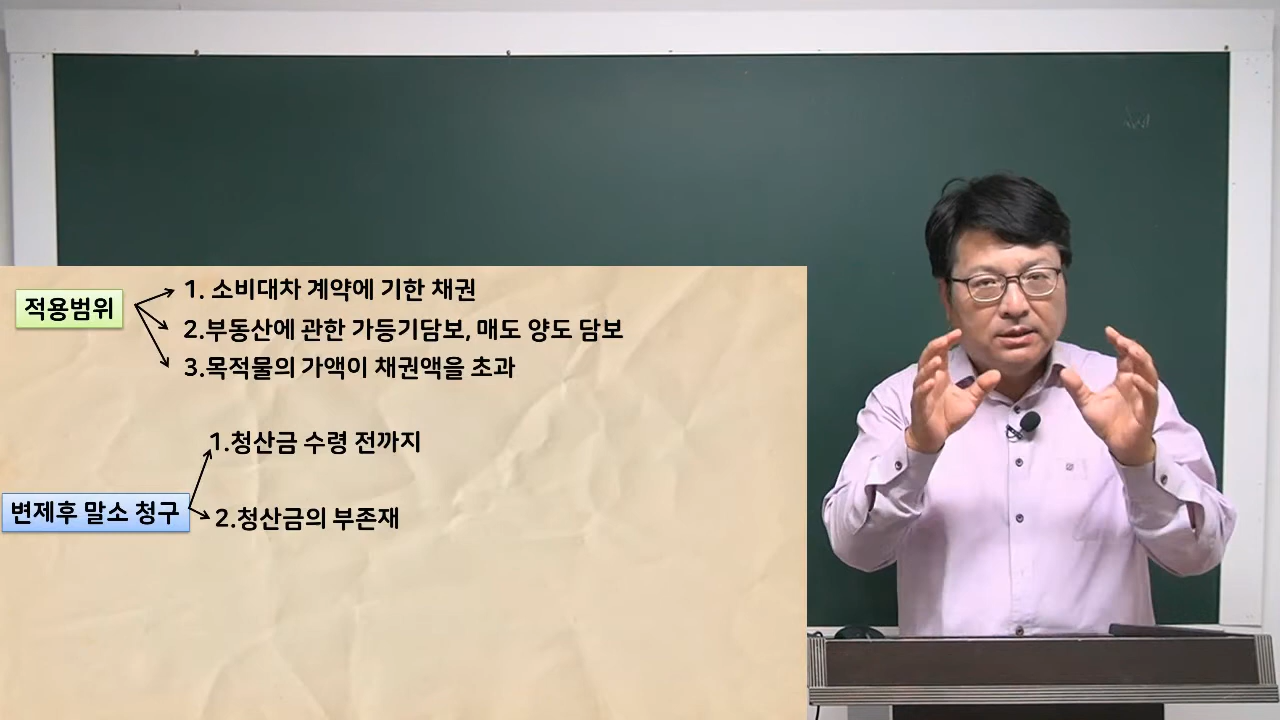 적용범위
1. 소비대차 계약에 기한 채권
2.부동산에 관한 가등기담보, 매도 양도 담보
3.목적물의 가액이 채권액을 초과
변제후 말소 청구
1.청산금 수령 전까지
2.청산금의 부존재